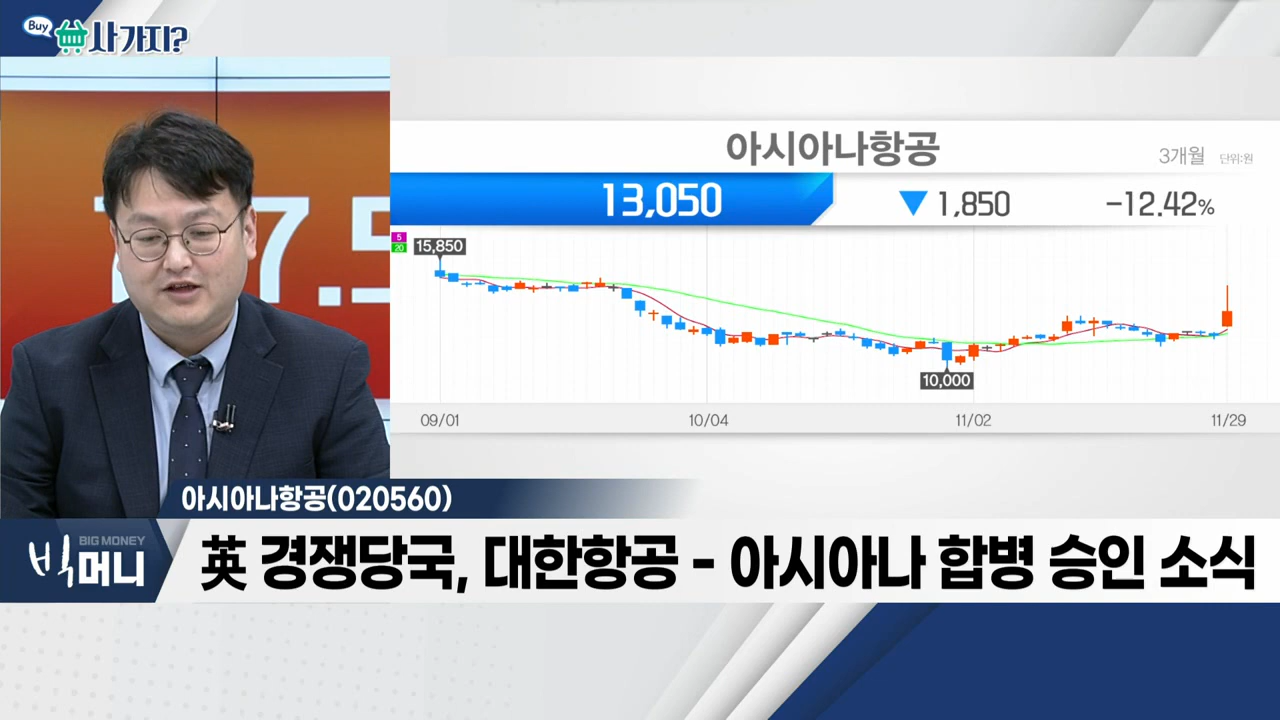 Buy
사가지?
7.5
아시아나항공
3개월 단위:원
13,050 ▼ 1,850 -12.42%
5
20
15,850
10,000
09/01 10/04 11/02 11/29
아시아나항공(020560)
BIG MONEY
빅머니
英 경쟁당국, 대한항공 - 아시아나 합병 승인 소식